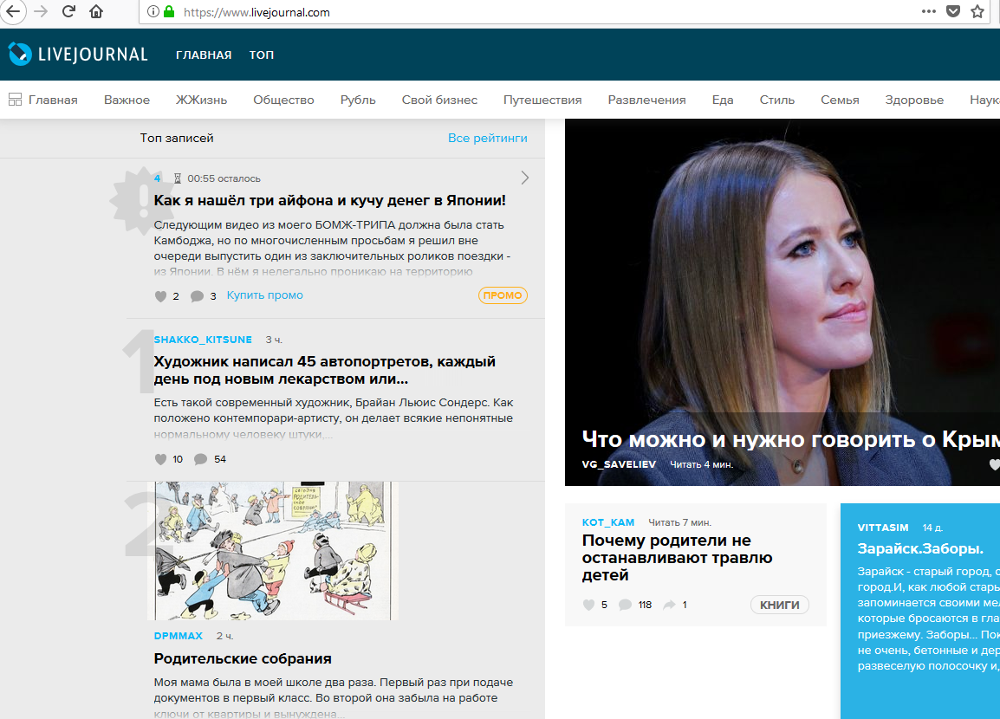 https://www.livejournal.com
LIVEJOURNAL ГЛАВНАЯ ТОП
Главная Важное ЖЖизнь Общество Рубль Свой бизнес Путешествия Развлечения Еда Стиль Семья Здоровье Наук
Топ записей Все рейтинги
4 00:55 осталось
Как я нашёл три айфона и кучу денег в Японии!
Следующим видео из моего БОМЖ-ТРИПА должна была стать
Камбоджа, но по многочисленным просьбам я решил вне
очереди выпустить один из заключительных роликов поездки -
из Японии. В нём я нелегально проникаю на территорию
2 3 Купить промо ПРОМО
1
SHAKKO_KITSUNE 3 ч.
Художник написал 45 автопортретов, каждый
день под новым лекарством или...
Есть такой современный художник, Брайан Льюис Сондерс. Как
положено контемпорари-артисту, он делает всякие непонятные
нормальному человеку штуки,...
10 54
2
СЕГОДНЯ
РОДИТЕЛЬ-
СКОЕ
СОБРАНИЕ
DPMMAX 2 ч.
Родительские собрания
Моя мама была в моей школе два раза. Первый раз при подаче
документов в первый класс. Во второй она забыла на работе
ключи от квартиры и вынуждена...
Что можно и нужно говорить о Крым
VG_SAVELIEV Читать 4 мин.
KOT_KAM Читать 7 мин.
Почему родители не
останавливают травлю
детей
5 118 1 КНИГИ
VITTASIM 14 д.
Зарайск.Заборы.
Зарайск - старый город, с
город.И, как любой стары
запоминается своими мел
которые бросаются в гла
приезжему. Заборы... Пок
не очень, бетонные и дер
развеселую полосочку и,